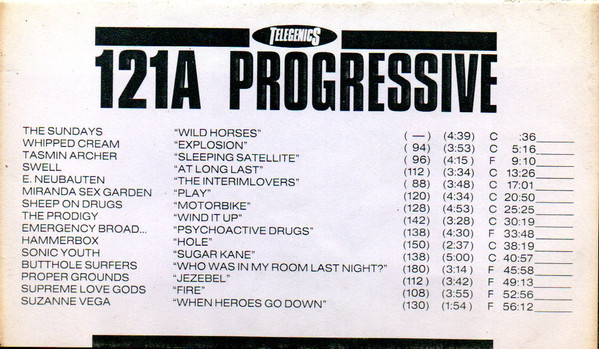 TELEGENICS
121A PROGRESSIVE
THE SUNDAYS "WILD HORSES" (—) (4:39) C :36
WHIPPED CREAM "EXPLOSION" (94) (3:53) C 5:16
TASMIN ARCHER "SLEEPING SATELLITE" (96) (4:15) F 9:10
SWELL "AT LONG LAST" (112) (3:34) C 13:26
E. NEUBAUTEN "THE INTERIMLOVERS" (88) (3:48) C 17:01
MIRANDA SEX GARDEN "PLAY" (120) (4:34) C 20:50
SHEEP ON DRUGS "MOTORBIKE" (128) (4:53) C 25:25
THE PRODIGY "WIND IT UP" (142) (3:28) C 30:19
EMERGENCY BROAD... "PSYCHOACTIVE DRUGS" (138) (4:30) F 33:48
HAMMERBOX "HOLE" (150) (2:37) C 38:19
SONIC YOUTH "SUGAR KANE" (138) (5:00) C 40:57
BUTTHOLE SURFERS "WHO WAS IN MY ROOM LAST NIGHT?" (180) (3:14) F 45:58
PROPER GROUNDS "JEZEBEL" (112) (3:42) F 49:13
SUPREME LOVE GODS "FIRE" (108) (3:55) F 52:56
SUZANNE VEGA "WHEN HEROES GO DOWN" (130) (1:54) F 56:12